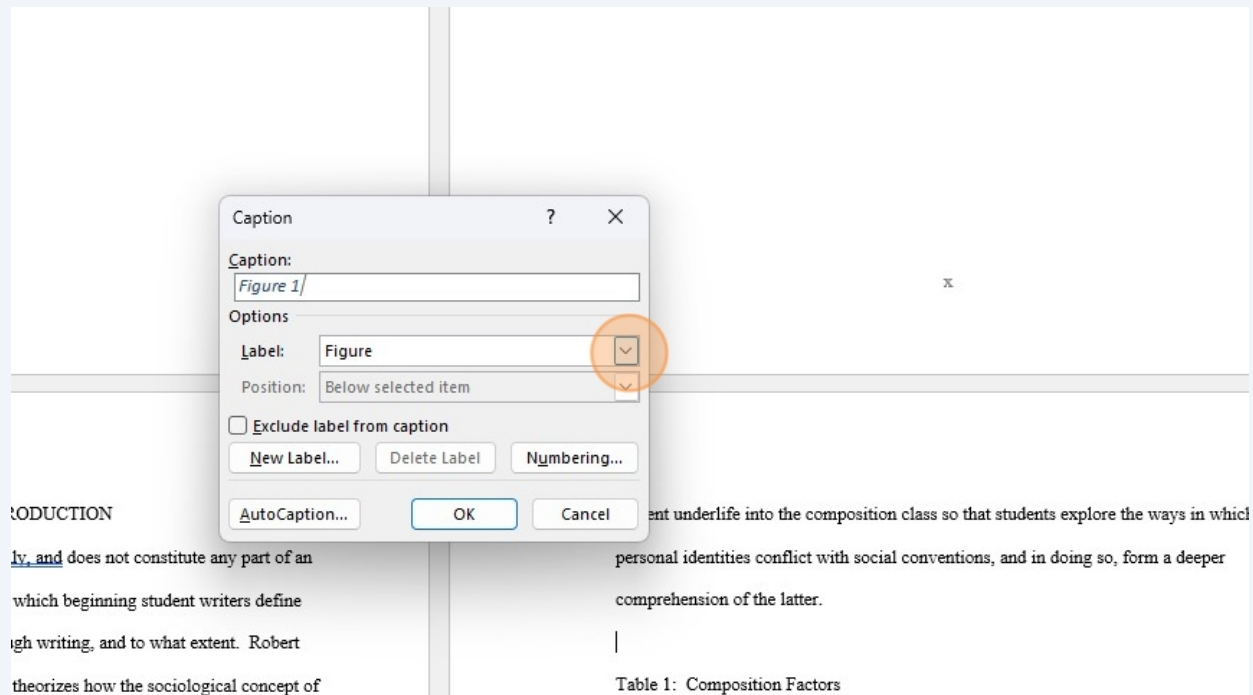 Caption ? X
Caption:
Figure 1
Options
Label: Figure
Position: Below selected item
Exclude label from caption
New Label... Delete Label Numbering...
AutoCaption... OK Cancel
x
and does not constitute any part of an
which beginning student writers define
writing, and to what extent. Robert
theorizes how the sociological concept of
underlife into the composition class so that students explore the ways in which
personal identities conflict with social conventions, and in doing so, form a deeper
comprehension of the latter.
Table 1: Composition Factors